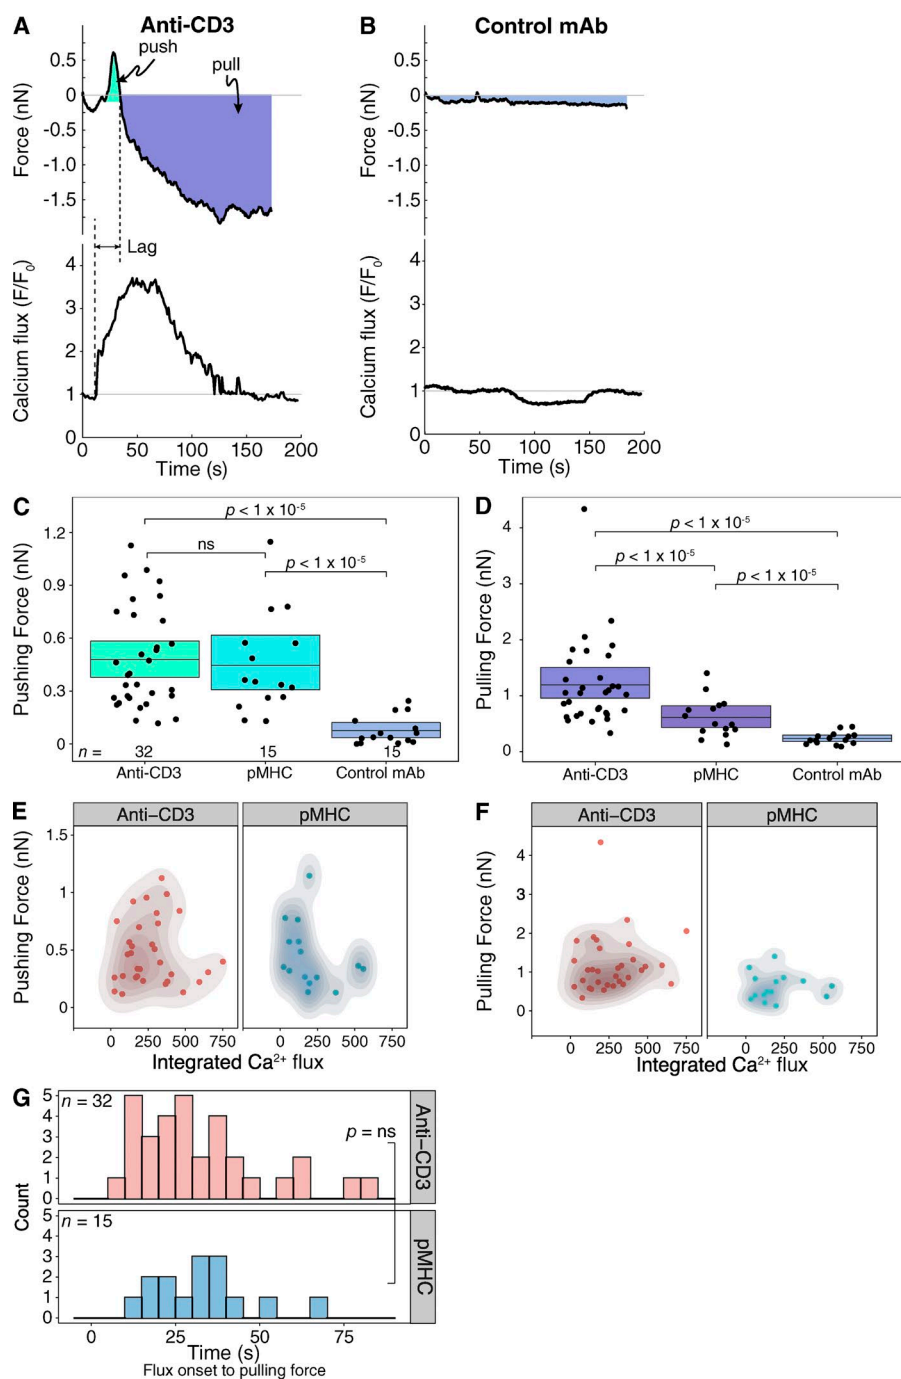 A
Anti-CD3
B
Control mAb
push
pull
Force (nN)
0.5
0
-0.5
-1.0
-1.5
Force (nN)
0.5
0
-0.5
-1.0
-1.5
Lag
Calcium flux (F/F0)
4
3
2
1
0
0 50 100 150 200
Time (s)
Calcium flux (F/F0)
4
3
2
1
0
0 50 100 150 200
Time (s)
C
Pushing Force (nN)
1.2
0.9
0.6
0.3
0
p < 1 x 10-5
ns
p < 1 x 10-5
n = 32 15 15
Anti-CD3 pMHC Control mAb
D
Pulling Force (nN)
4
3
2
1
0
p < 1 x 10-5
p < 1 x 10-5
p < 1 x 10-5
Anti-CD3 pMHC Control mAb
E
Anti–CD3 pMHC
Pushing Force (nN)
1.5
1
0.5
0
0 250 500 750 0 250 500 750
Integrated Ca2+ flux
F
Anti–CD3 pMHC
Pulling Force (nN)
4
3
2
1
0
0 250 500 750 0 250 500 750
Integrated Ca2+ flux
G
n = 32
p = ns
Anti–CD3
5
4
3
2
1
0
Count
n = 15
pMHC
5
4
3
2
1
0
0 25 50 75
Time (s)
Flux onset to pulling force